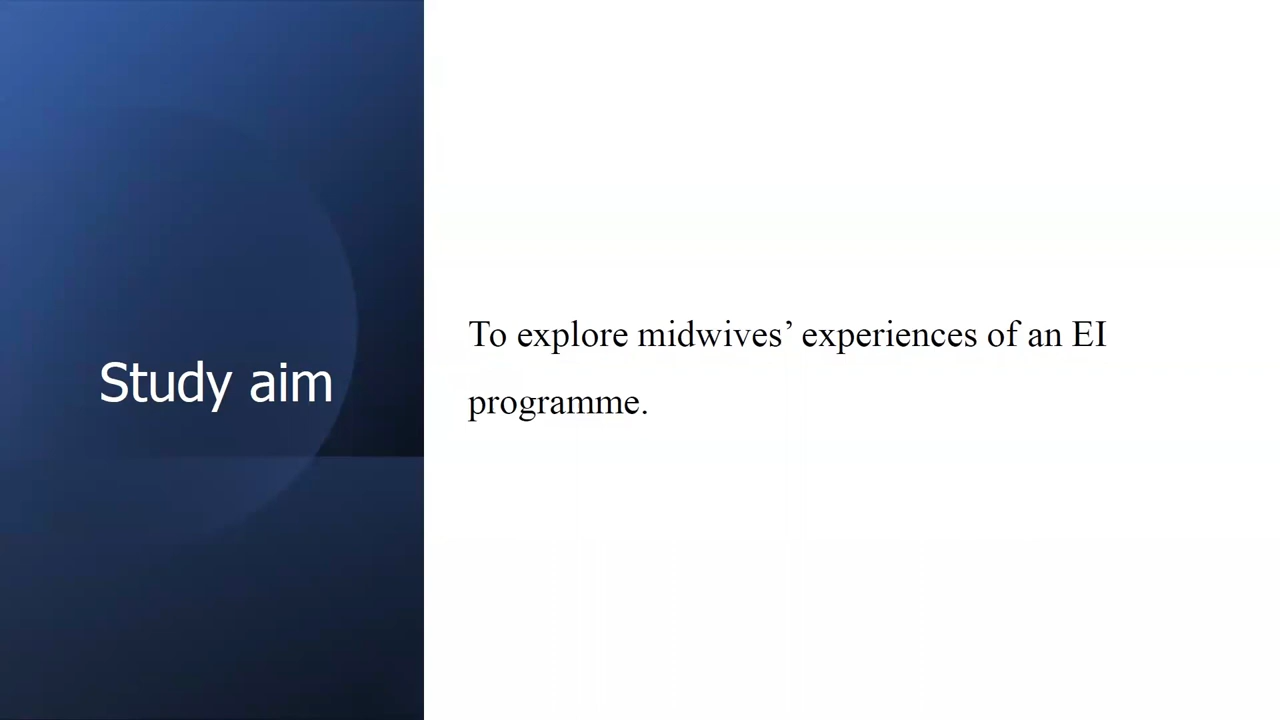 Study aim
To explore midwives’ experiences of an EI
programme.